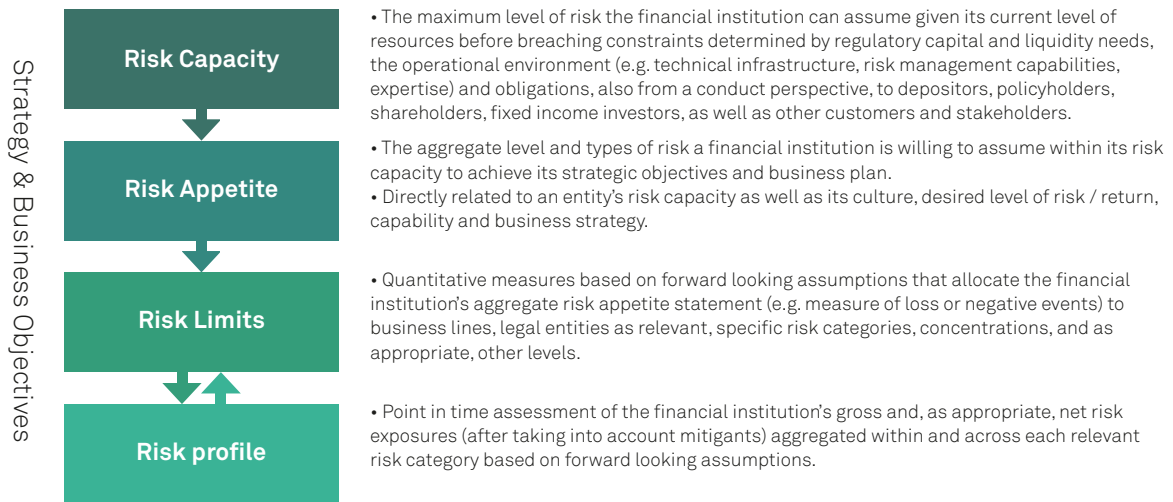 Strategy & Business Objectives
Risk Capacity
• The maximum level of risk the financial institution can assume given its current level of
resources before breaching constraints determined by regulatory capital and liquidity needs,
the operational environment (e.g. technical infrastructure, risk management capabilities,
expertise) and obligations, also from a conduct perspective, to depositors, policyholders,
shareholders, fixed income investors, as well as other customers and stakeholders.
Risk Appetite
• The aggregate level and types of risk a financial institution is willing to assume within its risk
capacity to achieve its strategic objectives and business plan.
• Directly related to an entity's risk capacity as well as its culture, desired level of risk / return,
capability and business strategy.
Risk Limits
• Quantitative measures based on forward looking assumptions that allocate the financial
institution's aggregate risk appetite statement (e.g. measure of loss or negative events) to
business lines, legal entities as relevant, specific risk categories, concentrations, and as
appropriate, other levels.
Risk profile
• Point in time assessment of the financial institution's gross and, as appropriate, net risk
exposures (after taking into account mitigants) aggregated within and across each relevant
risk category based on forward looking assumptions.